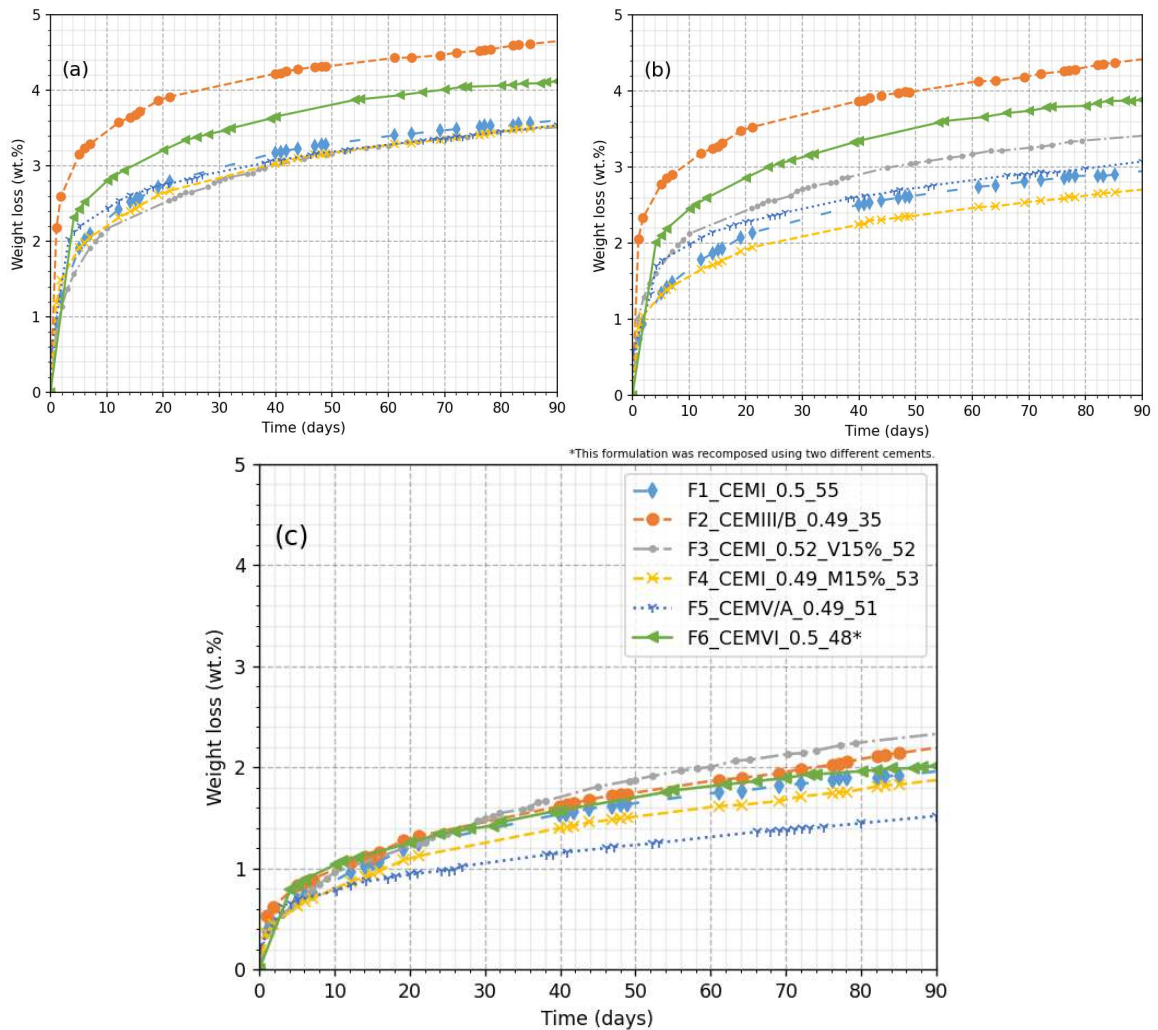 5
4
3
2
1
0
(a)
Weight loss (wt.%)
0 10 20 30 40 50 60 70 80 90
Time (days)
5
4
3
2
1
0
(b)
Weight loss (wt.%)
0 10 20 30 40 50 60 70 80 90
Time (days)
*This formulation was recomposed using two different cements.
5
4
3
2
1
0
(c)
Weight loss (wt.%)
F1_CEMI_0.5_55
F2_CEMIII/B_0.49_35
F3_CEMI_0.52_V15%_52
F4_CEMI_0.49_M15%_53
F5_CEMV/A_0.49_51
F6_CEMVI_0.5_48*
0 10 20 30 40 50 60 70 80 90
Time (days)